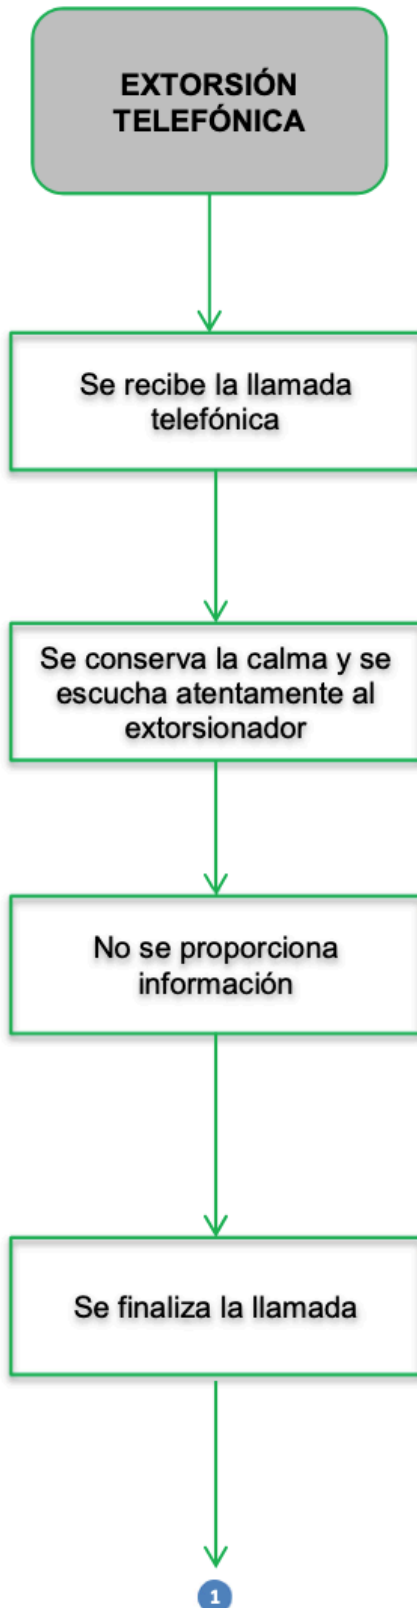 EXTORSIÓN
TELEFÓNICA
Se recibe la llamada
telefónica
Se conserva la calma y se
escucha atentamente al
extorsionador
No se proporciona
información
Se finaliza la llamada
1